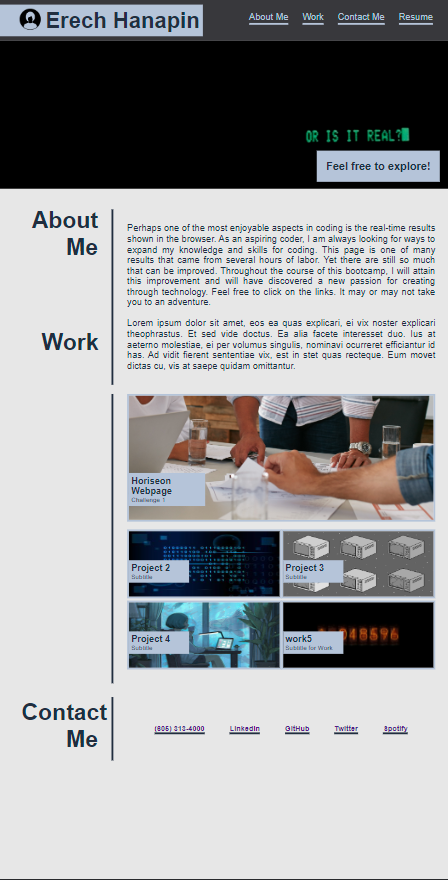 Erech Hanapin
About Me Work Contact Me Resume
OR IS IT REAL?
Feel free to explore!
About
Me
Perhaps one of the most enjoyable aspects in coding is the real-time results
shown in the browser. As an aspiring coder, I am always looking for ways to
expand my knowledge and skills for coding. This page is one of many
results that came from several hours of labor. Yet there are still so much
that can be improved. Throughout the course of this bootcamp, I will attain
this improvement and will have discovered a new passion for creating
through technology. Feel free to click on the links. It may or may not take
you to an adventure.
Work
Lorem ipsum dolor sit amet, eos ea quas explicari, ei vix noster explicari
theophrastus. Et sed vide doctus. Ea alia facete interesset duo. Ius at
aeterno molestiae, ei per volumus singulis, nominavi ocurreret efficiantur id
has. Ad vidit fierent sententiae vix, est in stet quas recteque. Eum movet
dictas cu, vis at saepe quidam omittantur.
Horiseon
Webpage
Challenge 1
Project 2
Subtitle
Project 3
Subtitle
Project 4
Subtitle
work5
Subtitle for Work
048596
Contact
Me
(605) 313-4000 LinkedIn GitHub Twitter Spotify